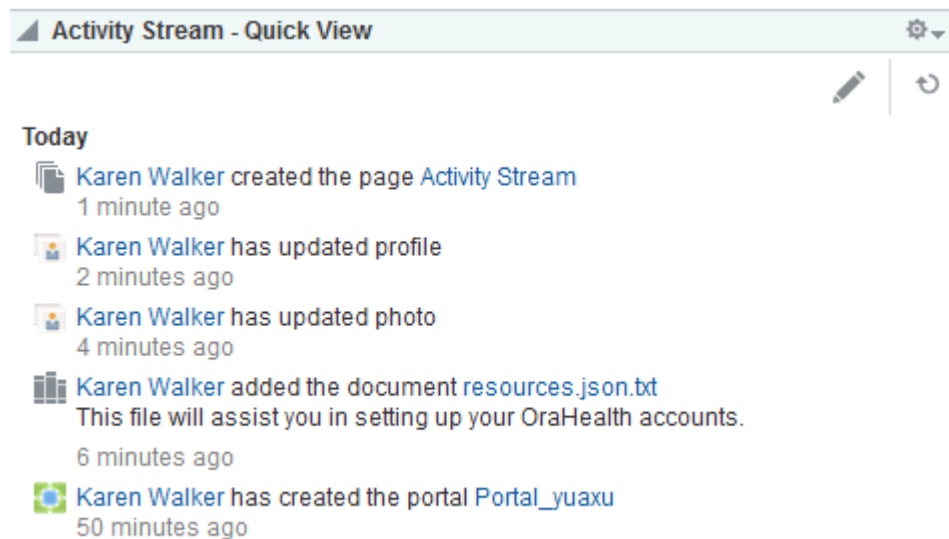 Activity Stream - Quick View
Today
Karen Walker created the page Activity Stream
1 minute ago
Karen Walker has updated profile
2 minutes ago
Karen Walker has updated photo
4 minutes ago
Karen Walker added the document resources.json.txt
This file will assist you in setting up your OraHealth accounts.
6 minutes ago
Karen Walker has created the portal Portal_yuaxu
50 minutes ago